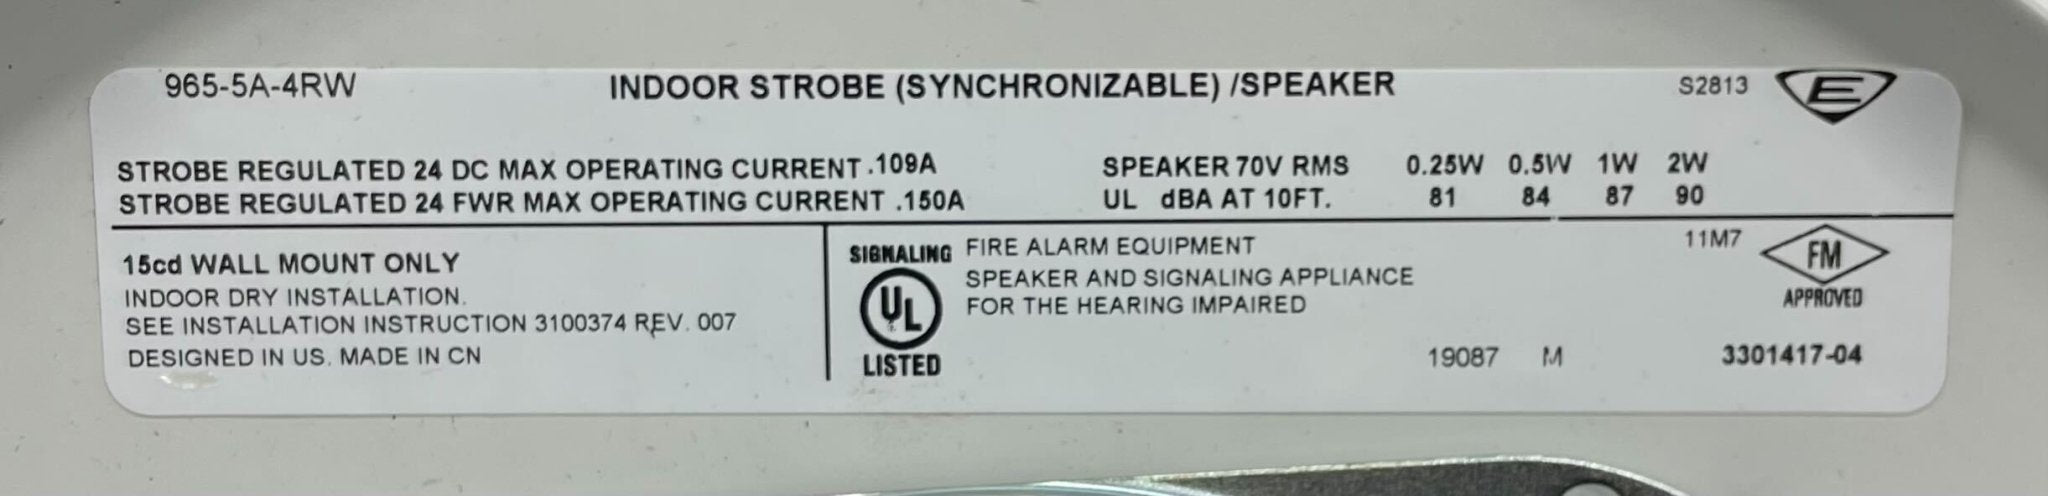 965-5A-4RW INDOOR STROBE (SYNCHRONIZABLE) /SPEAKER S2813 E
STROBE REGULATED 24 DC MAX OPERATING CURRENT .109A
STROBE REGULATED 24 FWR MAX OPERATING CURRENT .150A
SPEAKER 70V RMS 0.25W 0.5W 1W 2W
UL dBA AT 10FT. 81 84 87 90
15cd WALL MOUNT ONLY
INDOOR DRY INSTALLATION.
SEE INSTALLATION INSTRUCTION 3100374 REV. 007
DESIGNED IN US. MADE IN CN
SIGNALING
UL
LISTED
FIRE ALARM EQUIPMENT
SPEAKER AND SIGNALING APPLIANCE
FOR THE HEARING IMPAIRED
11M7
FM
APPROVED
19087 M 3301417-04